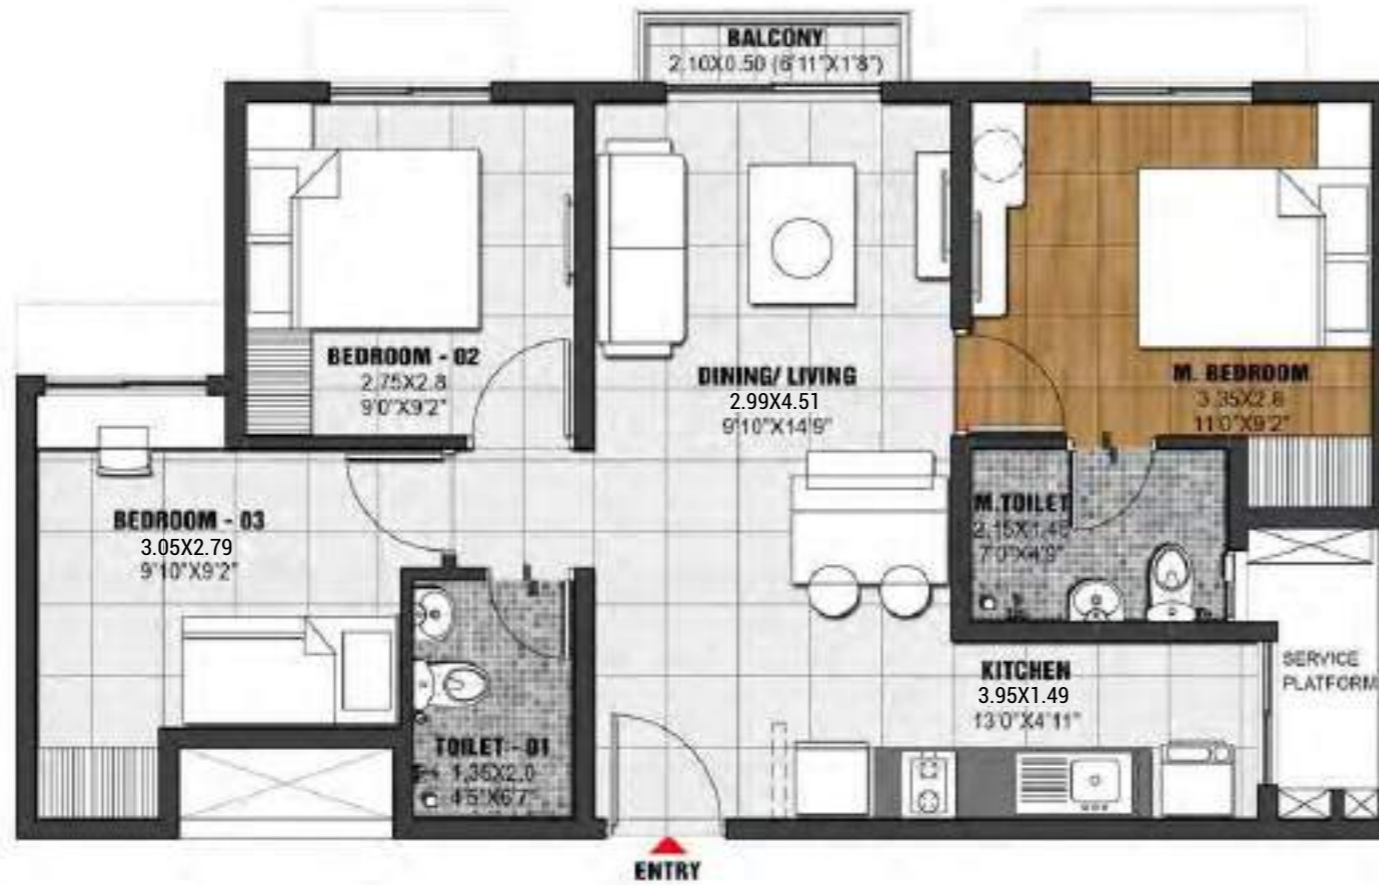 BALCONY
2.10X0.50 (6'11"X1'8")
BEDROOM - 02
2.75X2.8
9'0"X9'2"
DINING/ LIVING
2.99X4.51
9'10"X14'9"
M. BEDROOM
3.35X2.8
11'0"X9'2"
BEDROOM - 03
3.05X2.79
9'10"X9'2"
M.TOILET
2.15X1.45
7'0"X4'9"
KITCHEN
3.95X1.49
13'0"X4'11"
SERVICE
PLATFORM
TOILET - 01
1.35X2.0
4'5"X6'7"
ENTRY